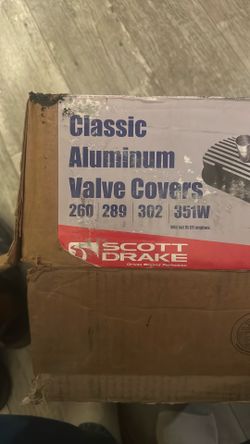 Classic
Aluminum
Valve Covers
260 | 289 | 302 | 351W
SCOTT
DRAKE